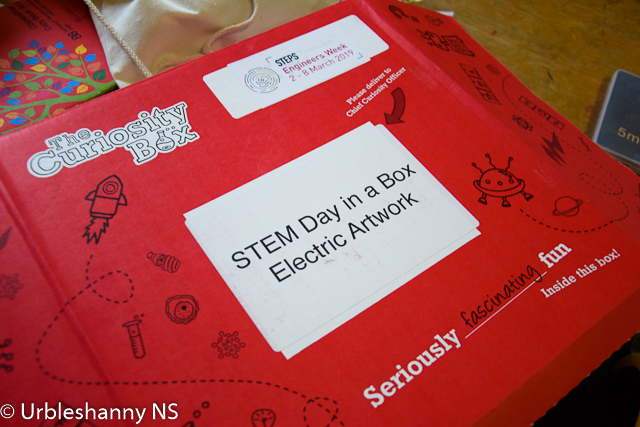 STEPS
Engineers Week
2 - 8 March 2019
Please deliver to
Chief Curiosity Officer
The
Curiosity
Box
STEM Day in a Box
Electric Artwork
Seriously fascinating fun
Inside this box!
5m
© Urbleshanny NS